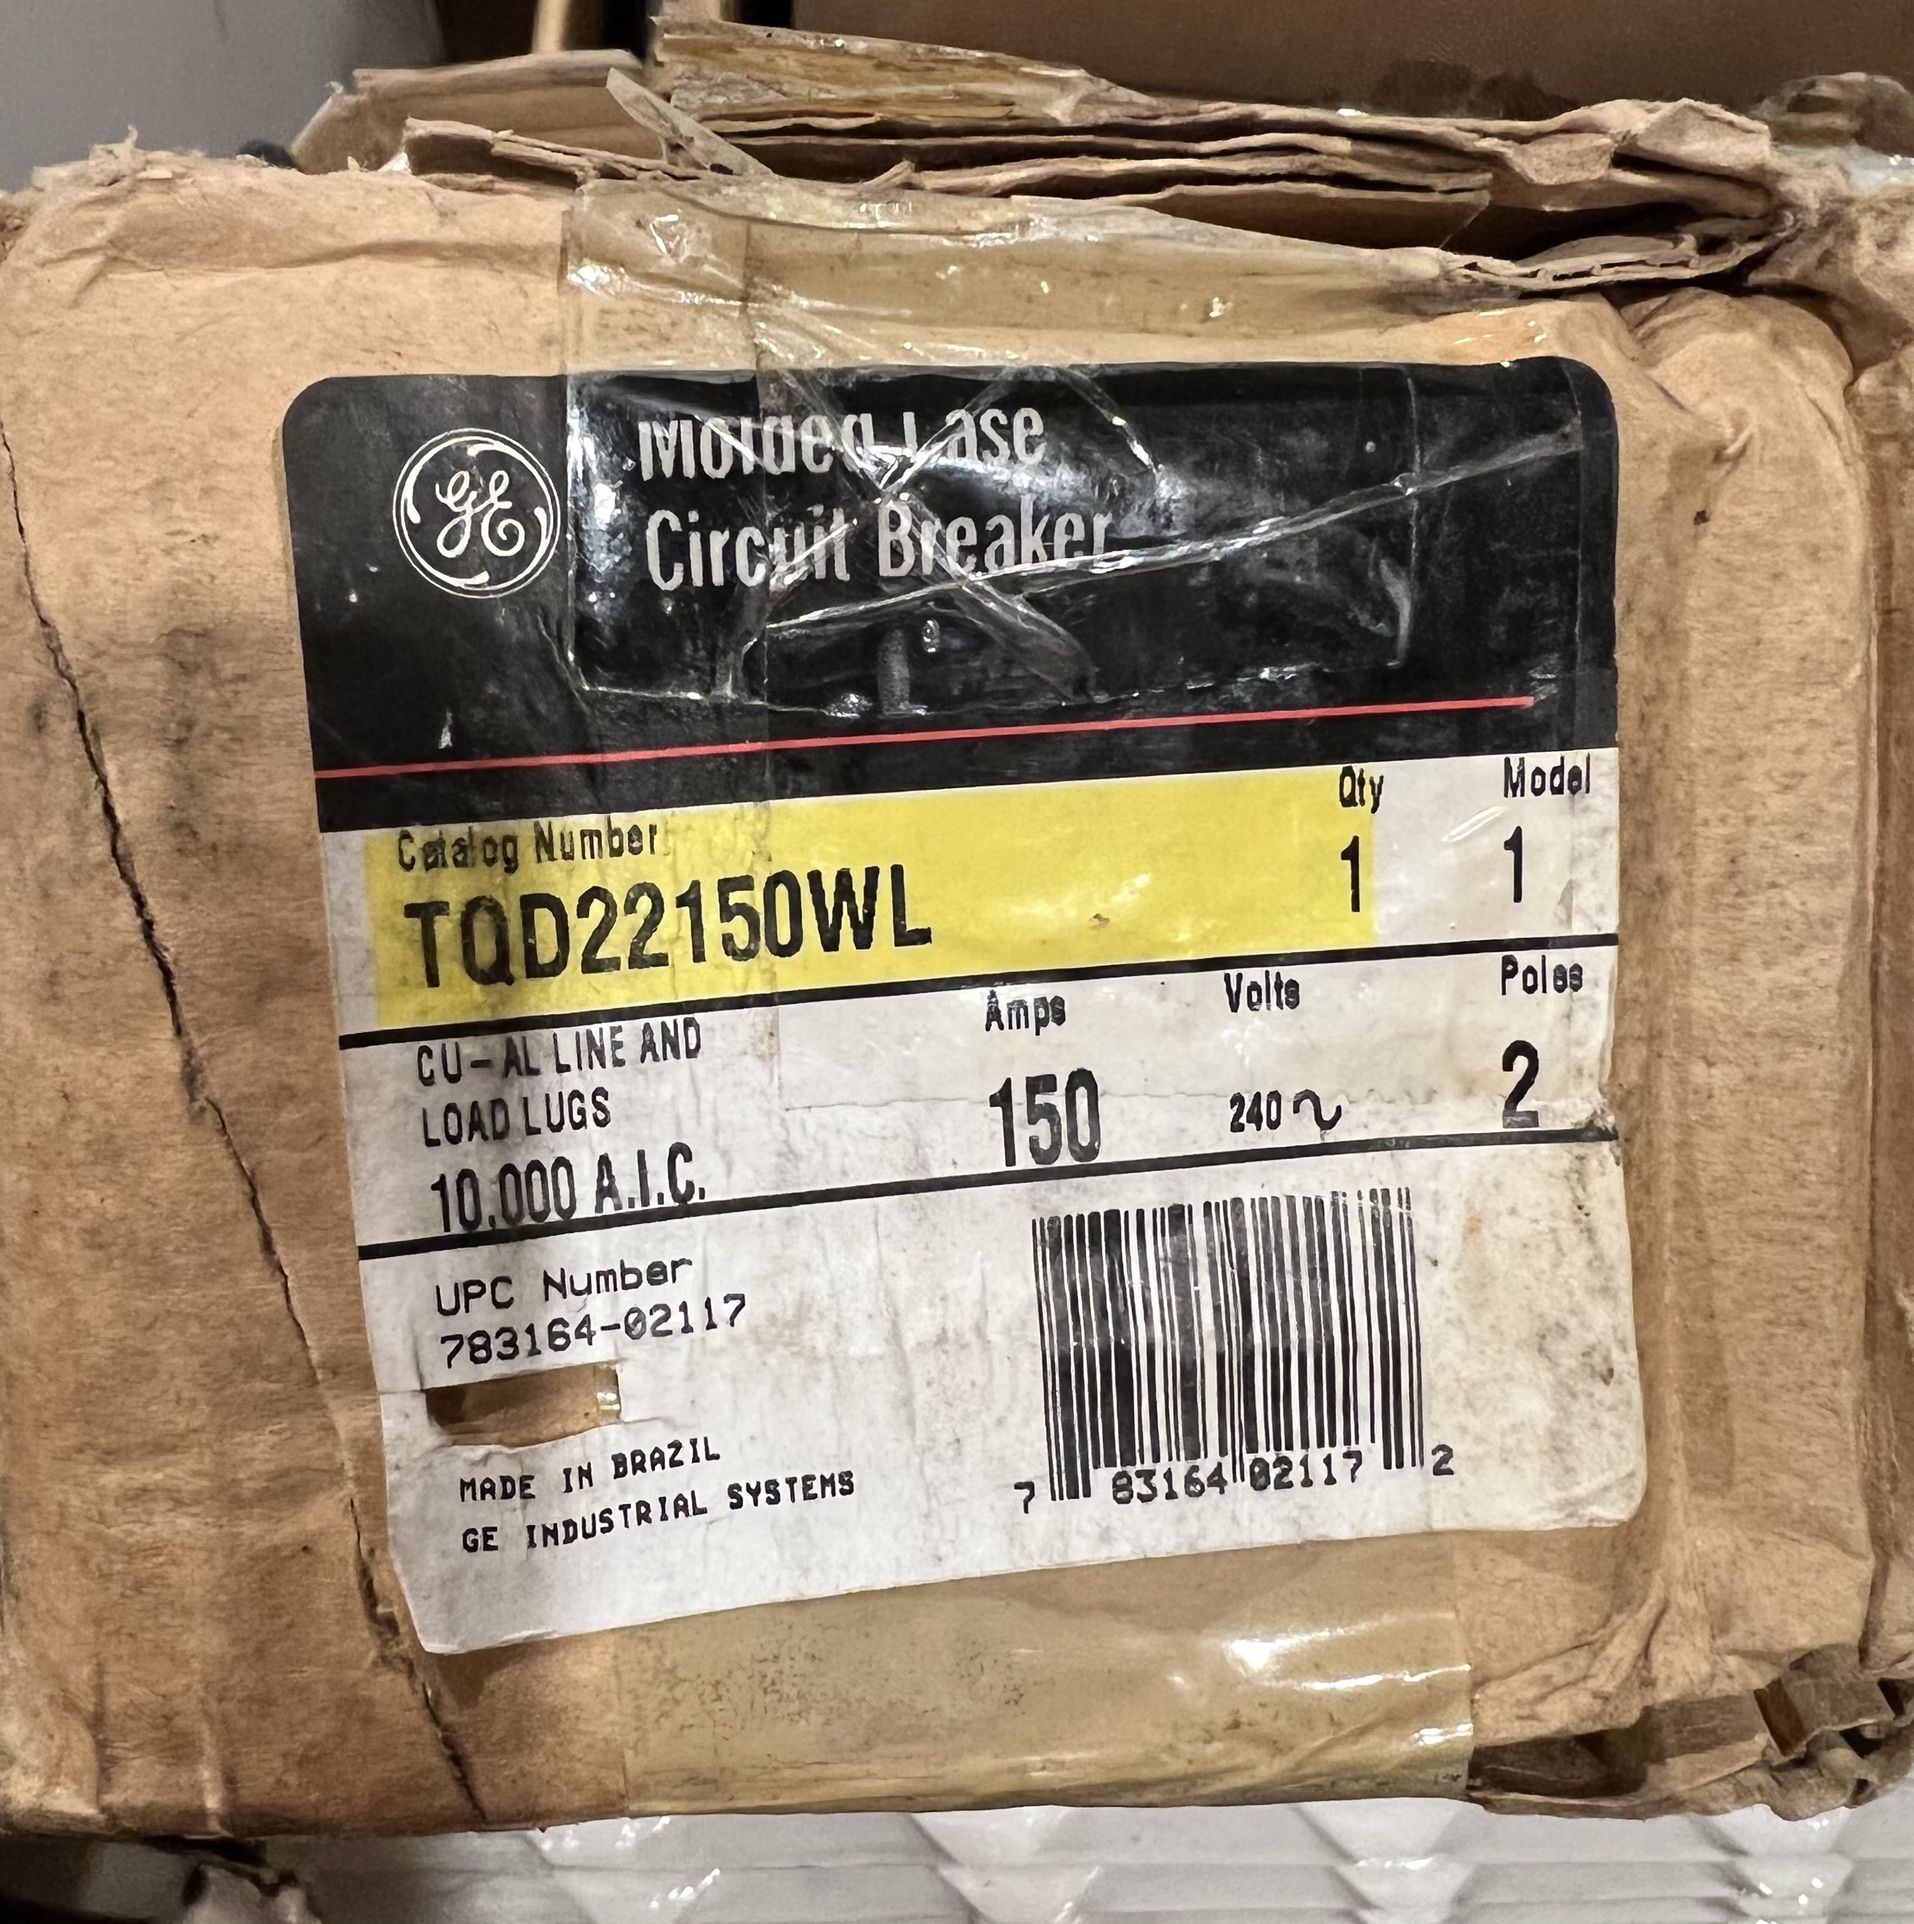 GE
Molded Case
Circuit Breaker
Catalog Number Qty Model
TQD22150WL 1 1
CU-AL LINE AND Amps Volts Poles
LOAD LUGS 150 240~ 2
10,000 A.I.C.
UPC Number
783164-02117
MADE IN BRAZIL
GE INDUSTRIAL SYSTEMS
7 83164 02117 2